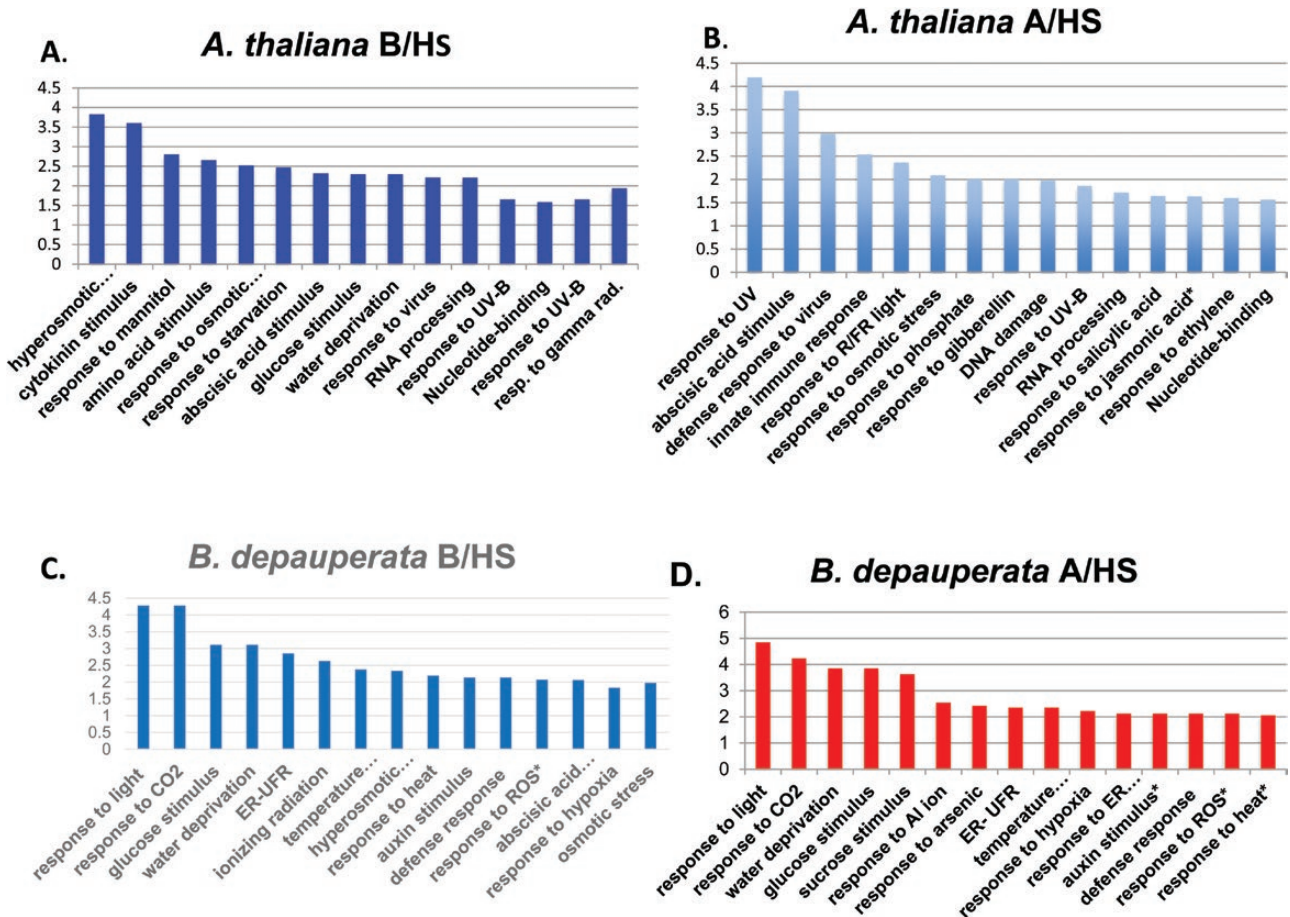 A.
A. thaliana B/HS
4.5
4
3.5
3
2.5
2
1.5
1
0.5
0
hyperosmotic...
cytokinin stimulus
response to mannitol
amino acid stimulus
response to osmotic...
response to starvation
abscisic acid stimulus
glucose stimulus
water deprivation
response to virus
RNA processing
response to UV-B
Nucleotide-binding
response to UV-B
resp. to gamma rad.
B.
A. thaliana A/HS
4.5
4
3.5
3
2.5
2
1.5
1
0.5
0
response to UV
abscisic acid stimulus
defense response to virus
innate immune response
response to R/FR light
response to osmotic stress
response to phosphate
response to gibberellin
DNA damage
response to UV-B
RNA processing
response to salicylic acid
response to jasmonic acid*
response to ethylene
Nucleotide-binding
C.
B. depauperata B/HS
4.5
4
3.5
3
2.5
2
1.5
1
0.5
0
response to light
response to CO2
glucose stimulus
water deprivation
ER-UFR
ionizing radiation
temperature...
hyperosmotic...
response to heat
auxin stimulus
defense response
response to ROS*
abscisic acid...
response to hypoxia
osmotic stress
D.
B. depauperata A/HS
6
5
4
3
2
1
0
response to light
response to CO2
water deprivation
glucose stimulus
sucrose stimulus
response to Al ion
response to arsenic
ER- UFR
temperature...
response to hypoxia
response to ER...
auxin stimulus*
defense response
response to ROS*
response to heat*